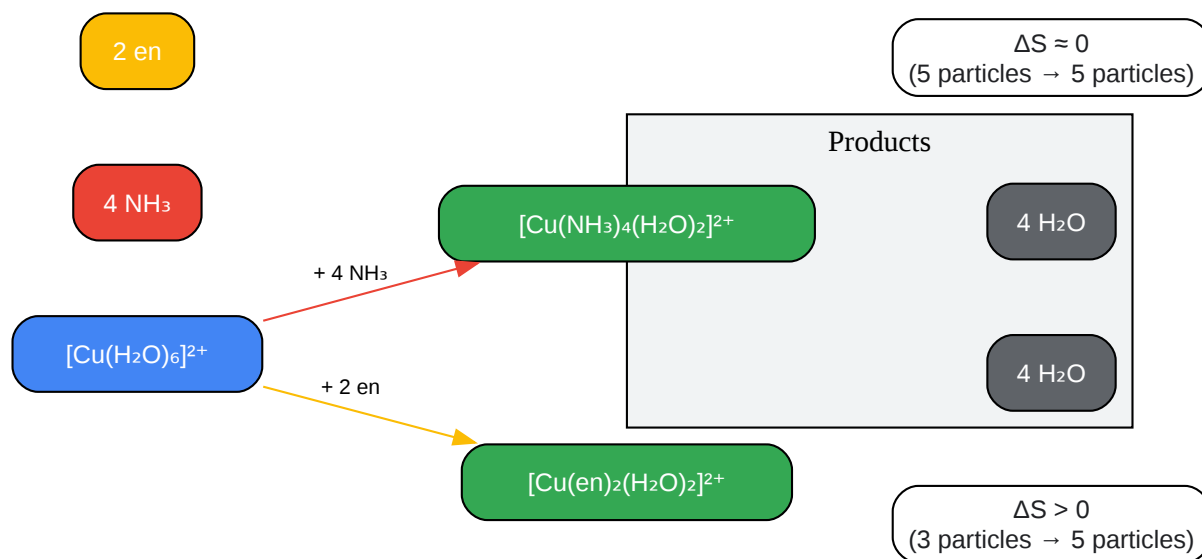 2 en
ΔS ≈ 0
(5 particles → 5 particles)
Products
4 NH₃
[Cu(NH₃)₄(H₂O)₂]²⁺
4 H₂O
+ 4 NH₃
[Cu(H₂O)₆]²⁺
4 H₂O
+ 2 en
[Cu(en)₂(H₂O)₂]²⁺
ΔS > 0
(3 particles → 5 particles)